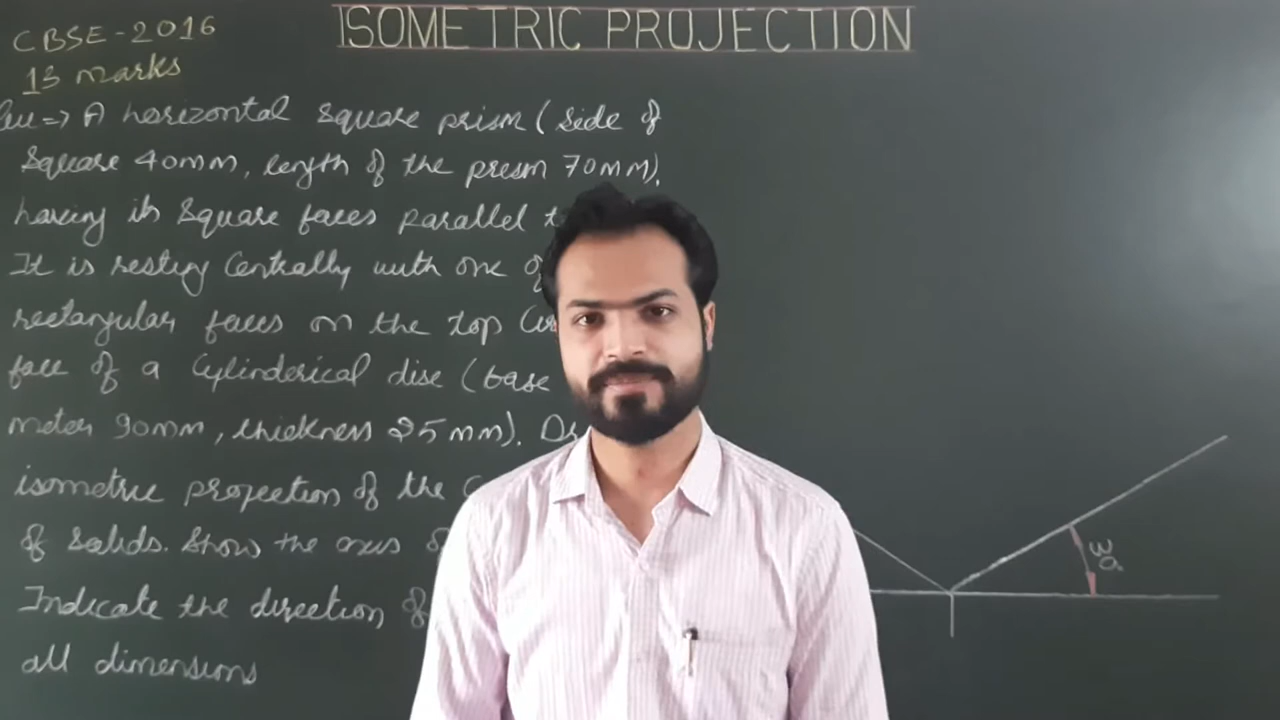 CBSE-2016
ISOMETRIC PROJECTION
13 marks
=> A horizontal square prism (side of
square 40mm, length of the presm 70mm),
having its square faces parallel
It is resting Centrally with one of
rectangular faces on the top
face of a Cylinderical disc (base
meter 90mm, thickness 25mm).
isometric projection of the
of solids. Show the axis
Indicate the direction of
all dimensions
30°